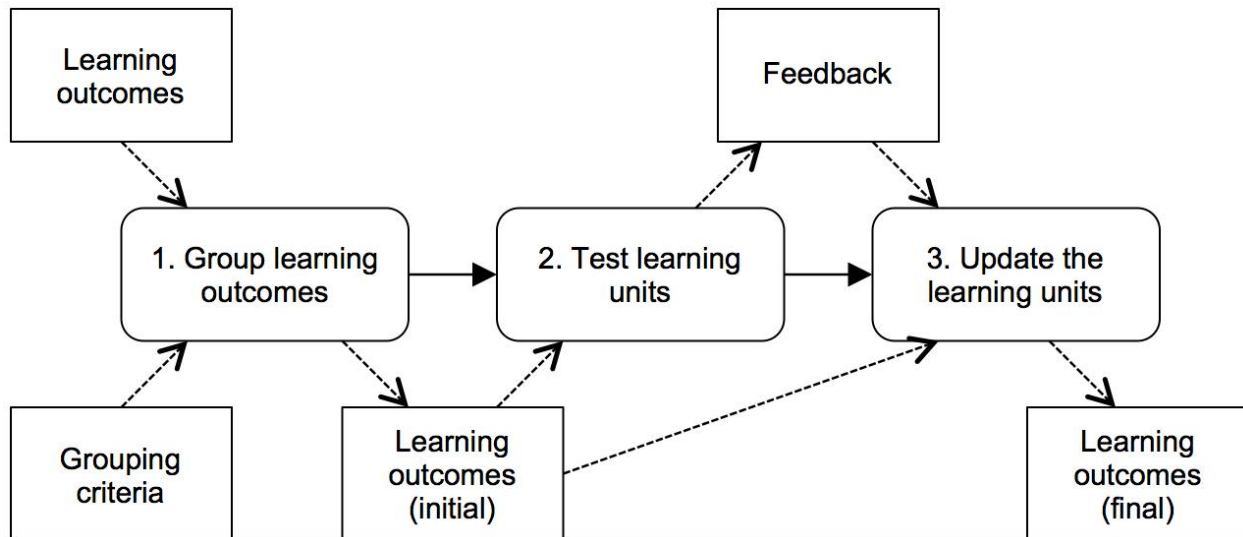 Learning
outcomes
Feedback
1. Group learning
outcomes
2. Test learning
units
3. Update the
learning units
Grouping
criteria
Learning
outcomes
(initial)
Learning
outcomes
(final)